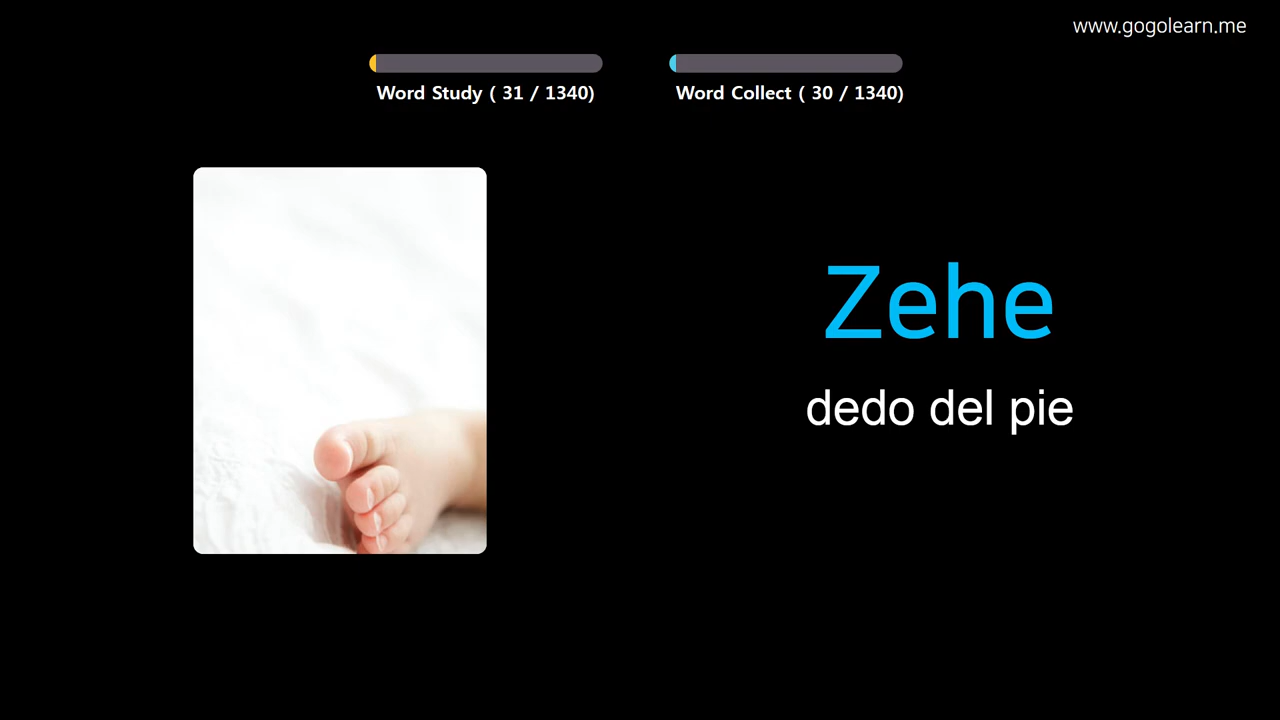 www.gogolearn.me
Word Study ( 31 / 1340)
Word Collect ( 30 / 1340)
Zehe
dedo del pie